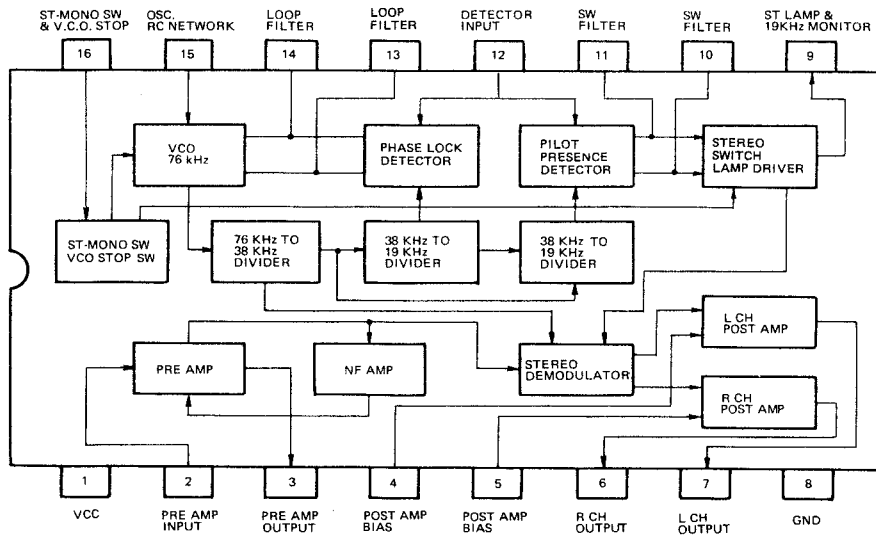 ST-MONO SW
& V.C.O. STOP
OSC.
RC NETWORK
LOOP
FILTER
LOOP
FILTER
DETECTOR
INPUT
SW
FILTER
SW
FILTER
ST LAMP &
19KHz MONITOR
16
15
14
13
12
11
10
9
VCO
76 kHz
PHASE LOCK
DETECTOR
PILOT
PRESENCE
DETECTOR
STEREO
SWITCH
LAMP DRIVER
ST-MONO SW
VCO STOP SW
76 KHz TO
38 KHz
DIVIDER
38 KHz TO
19 KHz
DIVIDER
38 KHz TO
19 KHz
DIVIDER
PRE AMP
NF AMP
STEREO
DEMODULATOR
L CH
POST AMP
R CH
POST AMP
1
2
3
4
5
6
7
8
VCC
PRE AMP
INPUT
PRE AMP
OUTPUT
POST AMP
BIAS
POST AMP
BIAS
R CH
OUTPUT
L CH
OUTPUT
GND